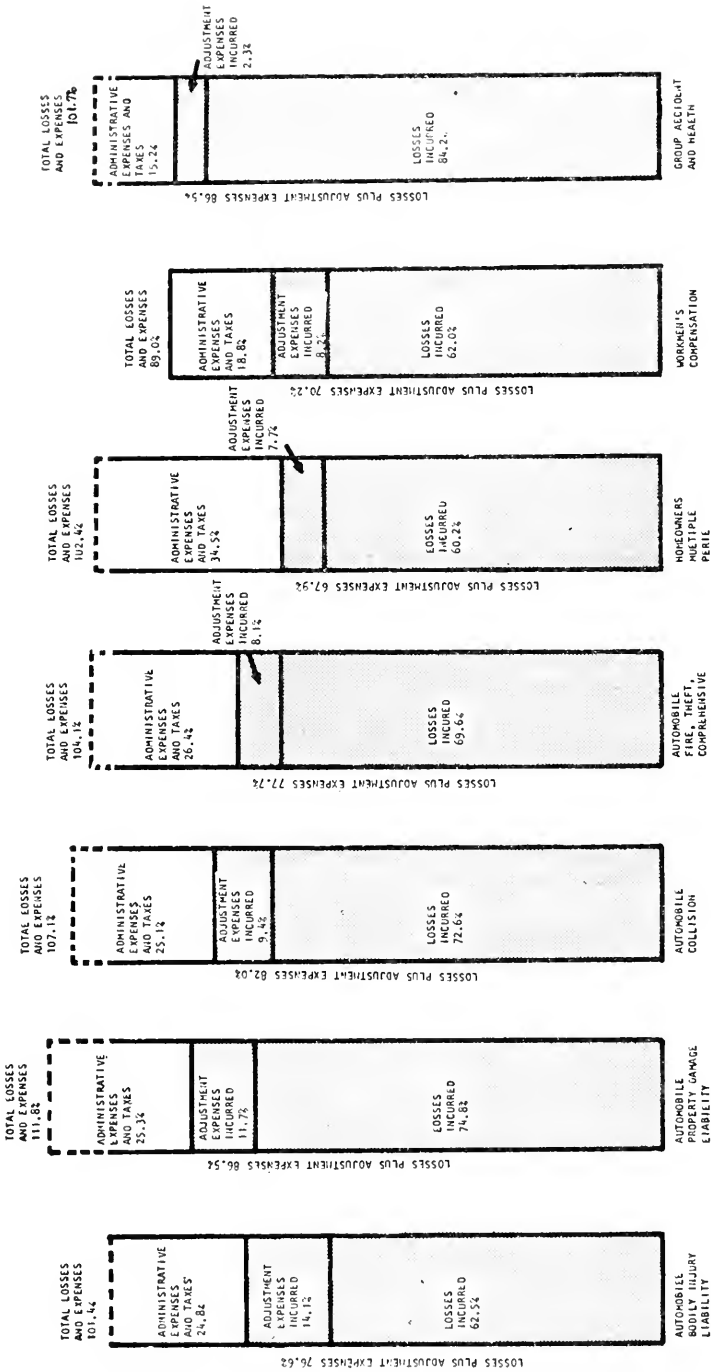 TOTAL LOSSES
AND EXPENSES
101.4%
ADMINISTRATIVE
EXPENSES
AND TAXES
24.8%
ADJUSTMENT
EXPENSES
INCURRED
14.1%
LOSSES
INCURRED
62.5%
LOSSES PLUS ADJUSTMENT EXPENSES 76.6%
AUTOMOBILE
BODILY INJURY
LIABILITY
TOTAL LOSSES
AND EXPENSES
111.8%
ADMINISTRATIVE
EXPENSES
AND TAXES
25.3%
ADJUSTMENT
EXPENSES
INCURRED
11.7%
LOSSES
INCURRED
74.8%
LOSSES PLUS ADJUSTMENT EXPENSES 86.5%
AUTOMOBILE
PROPERTY DAMAGE
LIABILITY
TOTAL LOSSES
AND EXPENSES
107.1%
ADMINISTRATIVE
EXPENSES
AND TAXES
25.1%
ADJUSTMENT
EXPENSES
INCURRED
9.4%
LOSSES
INCURRED
72.6%
LOSSES PLUS ADJUSTMENT EXPENSES 82.0%
AUTOMOBILE
COLLISION
TOTAL LOSSES
AND EXPENSES
104.1%
ADMINISTRATIVE
EXPENSES
AND TAXES
26.4%
ADJUSTMENT
EXPENSES
INCURRED
8.1%
LOSSES
INCURED
69.6%
LOSSES PLUS ADJUSTMENT EXPENSES 77.7%
AUTOMOBILE
FIRE, THEFT,
COMPREHENSIVE
TOTAL LOSSES
AND EXPENSES
102.4%
ADMINISTRATIVE
EXPENSES
AND TAXES
34.5%
ADJUSTMENT
EXPENSES
INCURRED
7.7%
LOSSES
INCURRED
60.2%
LOSSES PLUS ADJUSTMENT EXPENSES 67.9%
HOMEOWNERS
MULTIPLE
PERIL
TOTAL LOSSES
AND EXPENSES
89.0%
ADMINISTRATIVE
EXPENSES
AND TAXES
18.8%
ADJUSTMENT
EXPENSES
INCURRED
8.2%
LOSSES
INCURRED
62.0%
LOSSES PLUS ADJUSTMENT EXPENSES 70.2%
WORKMEN'S
COMPENSATION
TOTAL LOSSES
AND EXPENSES
101.7%
ADMINISTRATIVE
EXPENSES AND
TAXES
15.2%
ADJUSTMENT
EXPENSES
INCURRED
2.3%
LOSSES
INCURRED
84.2%
LOSSES PLUS ADJUSTMENT EXPENSES 86.5%
GROUP ACCIDENT
AND HEALTH